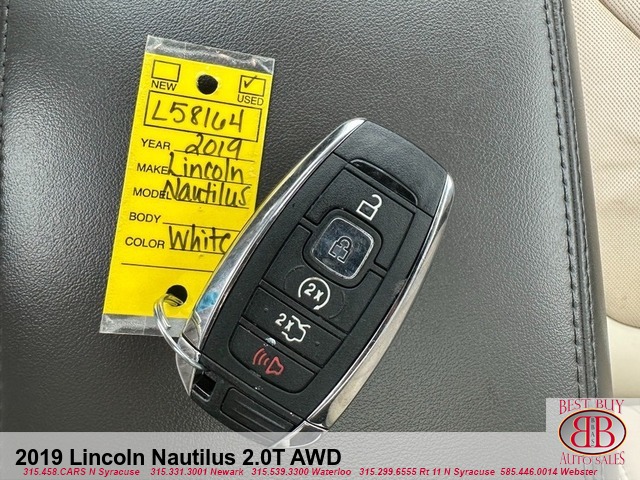 NEW
USED
L58164
YEAR 2019
MAKE Lincoln
MODEL Nautilus
BODY
COLOR White
2x
2x
BEST BUY
BB
AUTO SALES
2019 Lincoln Nautilus 2.0T AWD
315.458.CARS N Syracuse 315.331.3001 Newark 315.539.3300 Waterloo 315.299.6555 Rt 11 N Syracuse 585.446.0014 Webster